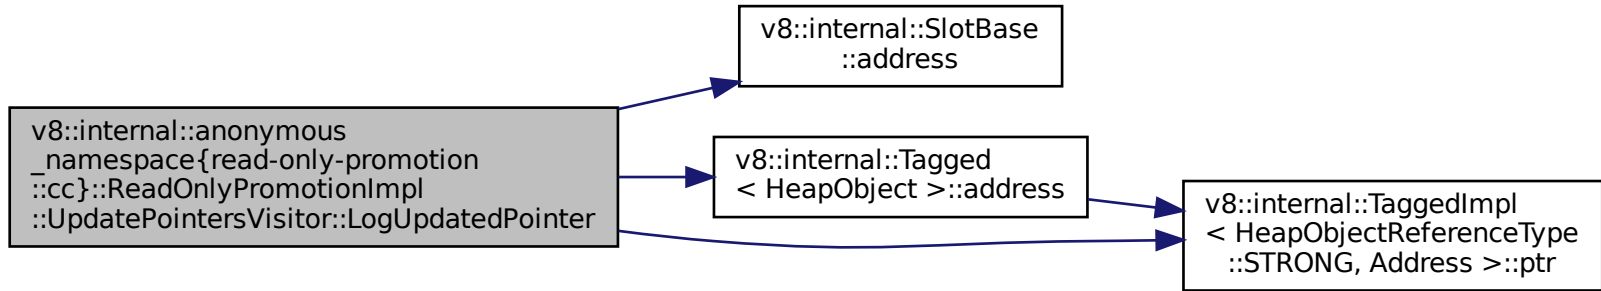 v8::internal::SlotBase
::address
v8::internal::anonymous
_namespace{read-only-promotion
::cc}::ReadOnlyPromotionImpl
::UpdatePointersVisitor::LogUpdatedPointer
v8::internal::Tagged
< HeapObject >::address
v8::internal::TaggedImpl
< HeapObjectReferenceType
::STRONG, Address >::ptr